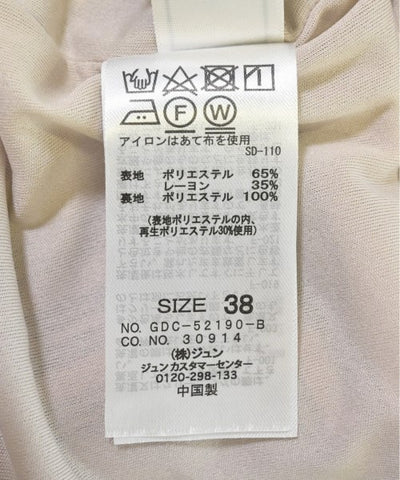 F W
アイロンはあて布を使用
SD-110
表地 ポリエステル 65%
レーヨン 35%
裏地 ポリエステル 100%
(表地ポリエステルの内、
再生ポリエステル30%使用)
SIZE 38
NO. GDC-52190-B
CO. NO. 30914
(株)ジュン
ジュン カスタマーセンター
0120-298-133
中国製